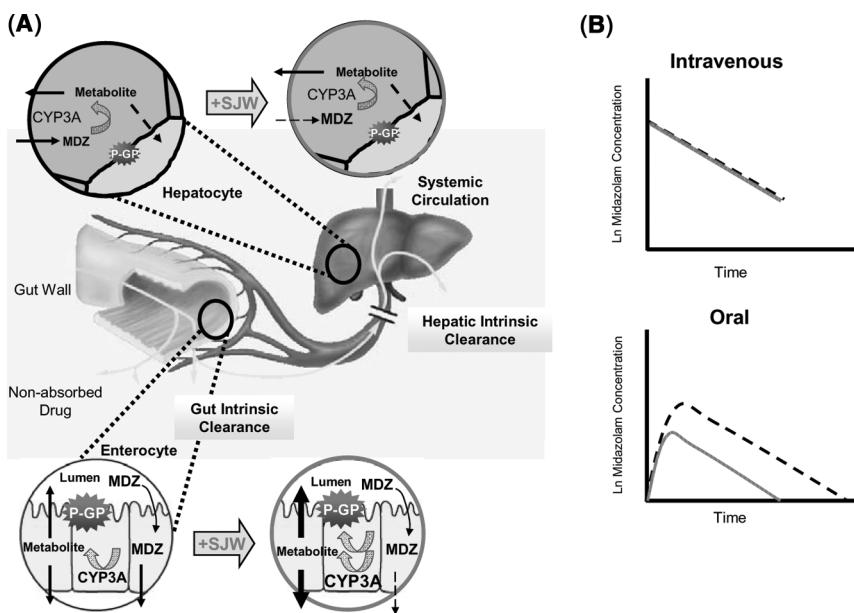 (A)
Metabolite
CYP3A
MDZ
P-GP
+SJW
Metabolite
CYP3A
MDZ
P-GP
Hepatocyte
Systemic
Circulation
Gut Wall
Hepatic Intrinsic
Clearance
Non-absorbed
Drug
Gut Intrinsic
Clearance
Enterocyte
Lumen
MDZ
P-GP
Metabolite
MDZ
CYP3A
+SJW
Lumen
MDZ
P-GP
Metabolite
MDZ
CYP3A
(B)
Intravenous
Ln Midazolam Concentration
Time
Oral
Ln Midazolam Concentration
Time